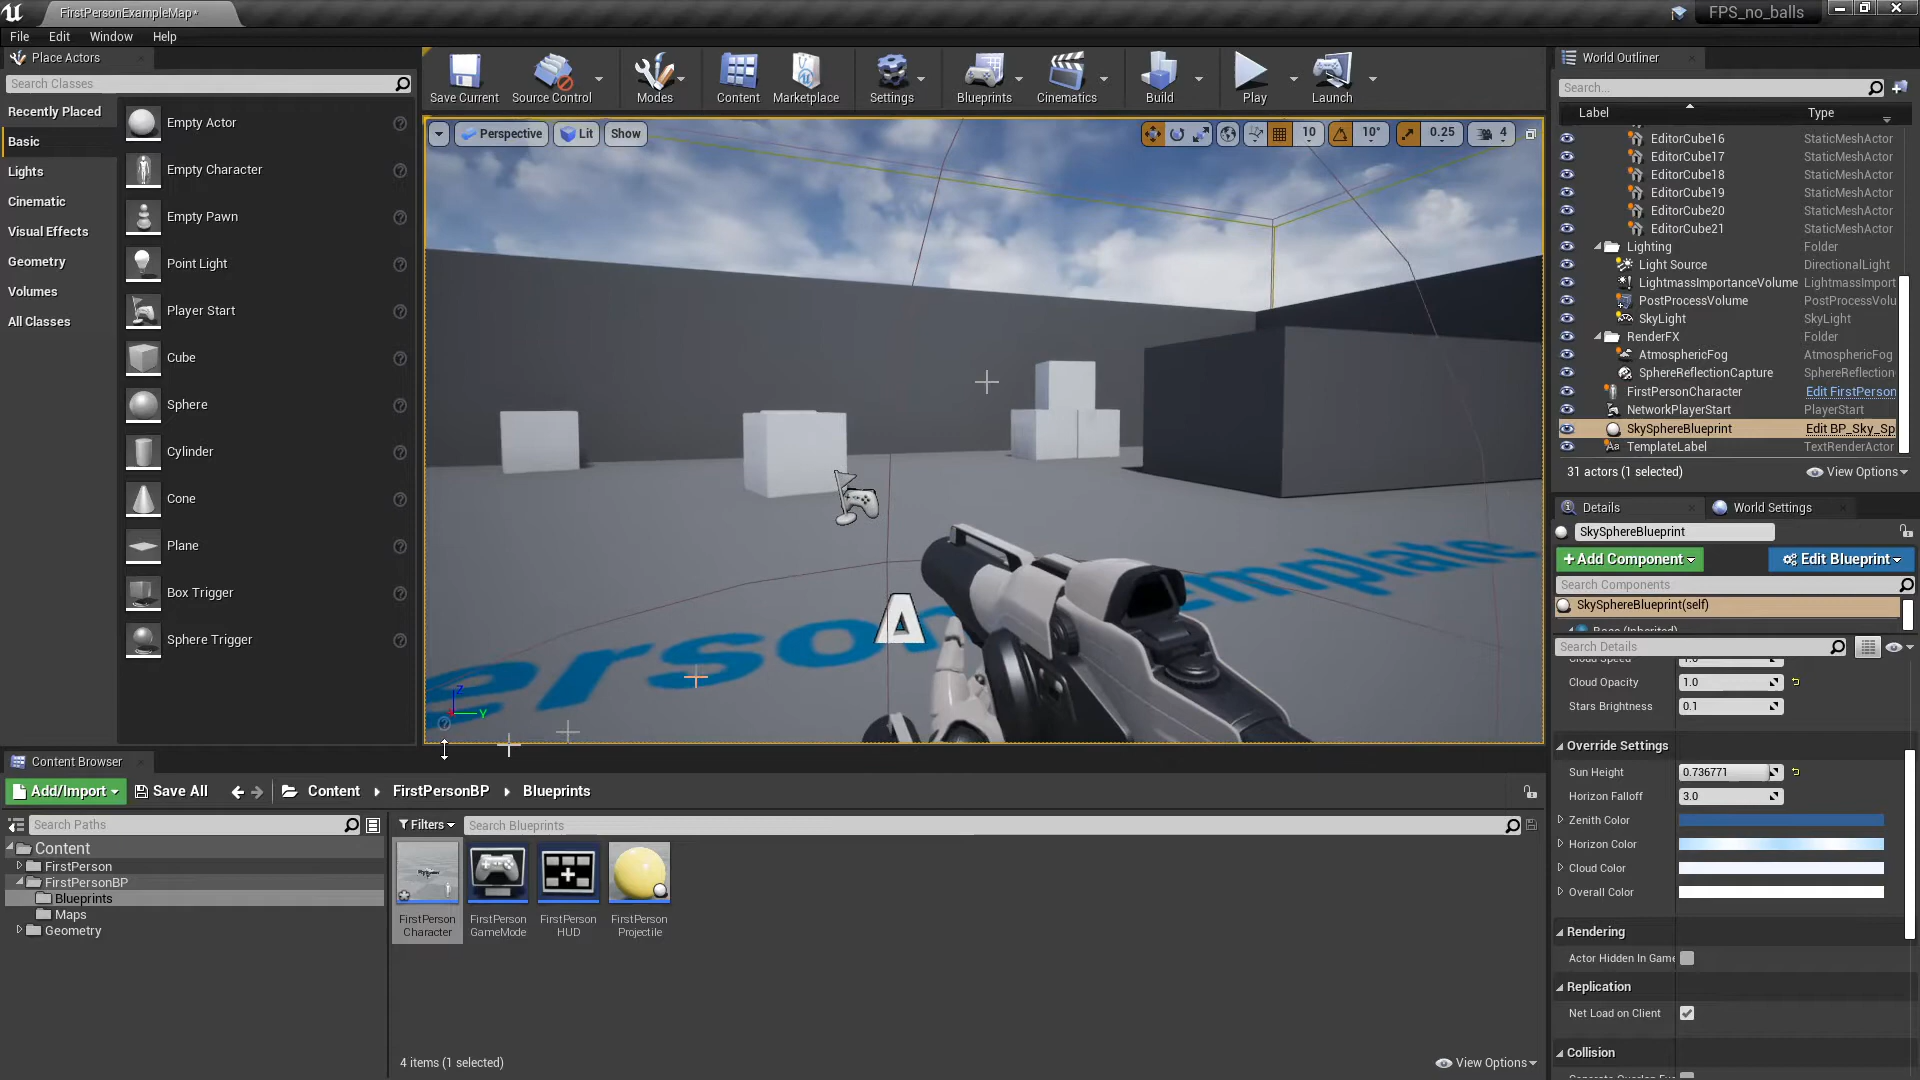 FirstPersonExampleMap*
FPS_no_balls
File Edit Window Help
Place Actors
Search Classes
Recently Placed
Basic
Lights
Cinematic
Visual Effects
Geometry
Volumes
All Classes
Empty Actor
Empty Character
Empty Pawn
Point Light
Player Start
Cube
Sphere
Cylinder
Cone
Plane
Box Trigger
Sphere Trigger
Save Current Source Control Modes Content Marketplace Settings Blueprints Cinematics Build Play Launch
Perspective Lit Show
10 10° 0.25 4
erson
emplate
A
Z
Y
World Outliner
Search...
Label Type
EditorCube16 StaticMeshActor
EditorCube17 StaticMeshActor
EditorCube18 StaticMeshActor
EditorCube19 StaticMeshActor
EditorCube20 StaticMeshActor
EditorCube21 StaticMeshActor
Lighting Folder
Light Source DirectionalLight
LightmassImportanceVolume LightmassImport
PostProcessVolume PostProcessVolu
SkyLight SkyLight
RenderFX Folder
AtmosphericFog AtmosphericFog
SphereReflectionCapture SphereReflection
FirstPersonCharacter Edit FirstPerson
NetworkPlayerStart PlayerStart
SkySphereBlueprint Edit BP_Sky_Sp
TemplateLabel TextRenderActor
31 actors (1 selected) View Options
Details World Settings
SkySphereBlueprint
+Add Component Edit Blueprint
Search Components
SkySphereBlueprint(self)
Search Details
Cloud Speed 1.0
Cloud Opacity 1.0
Stars Brightness 0.1
Override Settings
Sun Height 0.736771
Horizon Falloff 3.0
Zenith Color
Horizon Color
Cloud Color
Overall Color
Rendering
Actor Hidden In Game
Replication
Net Load on Client
Collision
Content Browser
Add/Import Save All Content FirstPersonBP Blueprints
Search Paths
Filters Search Blueprints
Content
FirstPerson
FirstPersonBP
Blueprints
Maps
Geometry
FirstPerson
Character
FirstPerson
GameMode
FirstPerson
HUD
FirstPerson
Projectile
4 items (1 selected) View Options